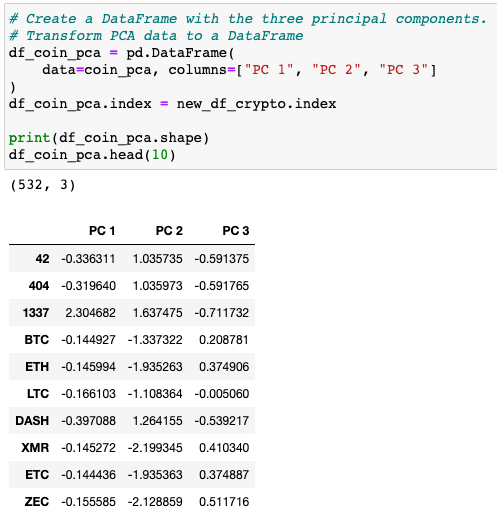 # Create a DataFrame with the three principal components.
# Transform PCA data to a DataFrame
df_coin_pca = pd.DataFrame(
    data=coin_pca, columns=["PC 1", "PC 2", "PC 3"]
)
df_coin_pca.index = new_df_crypto.index

print(df_coin_pca.shape)
df_coin_pca.head(10)
(532, 3)
PC 1 PC 2 PC 3
42 -0.336311 1.035735 -0.591375
404 -0.319640 1.035973 -0.591765
1337 2.304682 1.637475 -0.711732
BTC -0.144927 -1.337322 0.208781
ETH -0.145994 -1.935263 0.374906
LTC -0.166103 -1.108364 -0.005060
DASH -0.397088 1.264155 -0.539217
XMR -0.145272 -2.199345 0.410340
ETC -0.144436 -1.935363 0.374887
ZEC -0.155585 -2.128859 0.511716